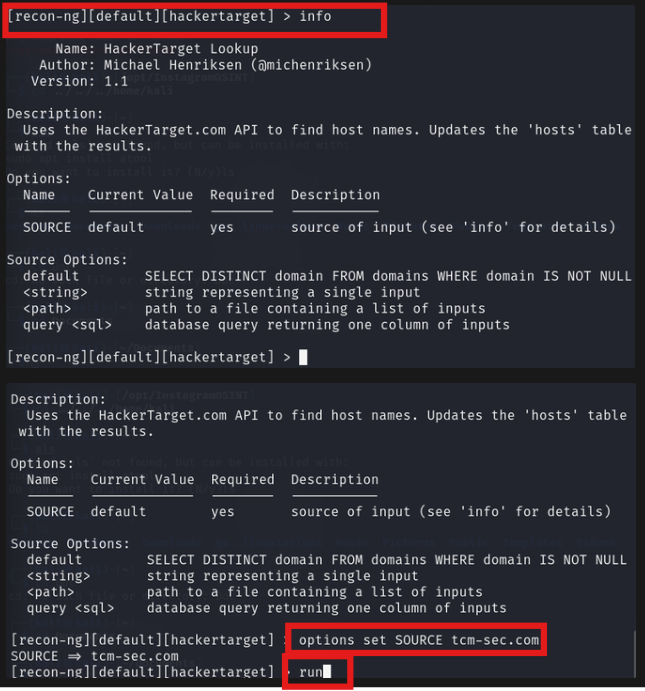 [recon-ng][default][hackertarget] > info
Name: HackerTarget Lookup
Author: Michael Henriksen (@michenriksen)
Version: 1.1
Description:
Uses the HackerTarget.com API to find host names. Updates the 'hosts' table
with the results.
Options:
Name Current Value Required Description
SOURCE default yes source of input (see 'info' for details)
Source Options:
default SELECT DISTINCT domain FROM domains WHERE domain IS NOT NULL
<string> string representing a single input
<path> path to a file containing a list of inputs
query <sql> database query returning one column of inputs
[recon-ng][default][hackertarget] >
Description:
Uses the HackerTarget.com API to find host names. Updates the 'hosts' table
with the results.
Options:
Name Current Value Required Description
SOURCE default yes source of input (see 'info' for details)
Source Options:
default SELECT DISTINCT domain FROM domains WHERE domain IS NOT NULL
<string> string representing a single input
<path> path to a file containing a list of inputs
query <sql> database query returning one column of inputs
[recon-ng][default][hackertarget] > options set SOURCE tcm-sec.com
SOURCE ⇒ tcm-sec.com
[recon-ng][default][hackertarget] > run